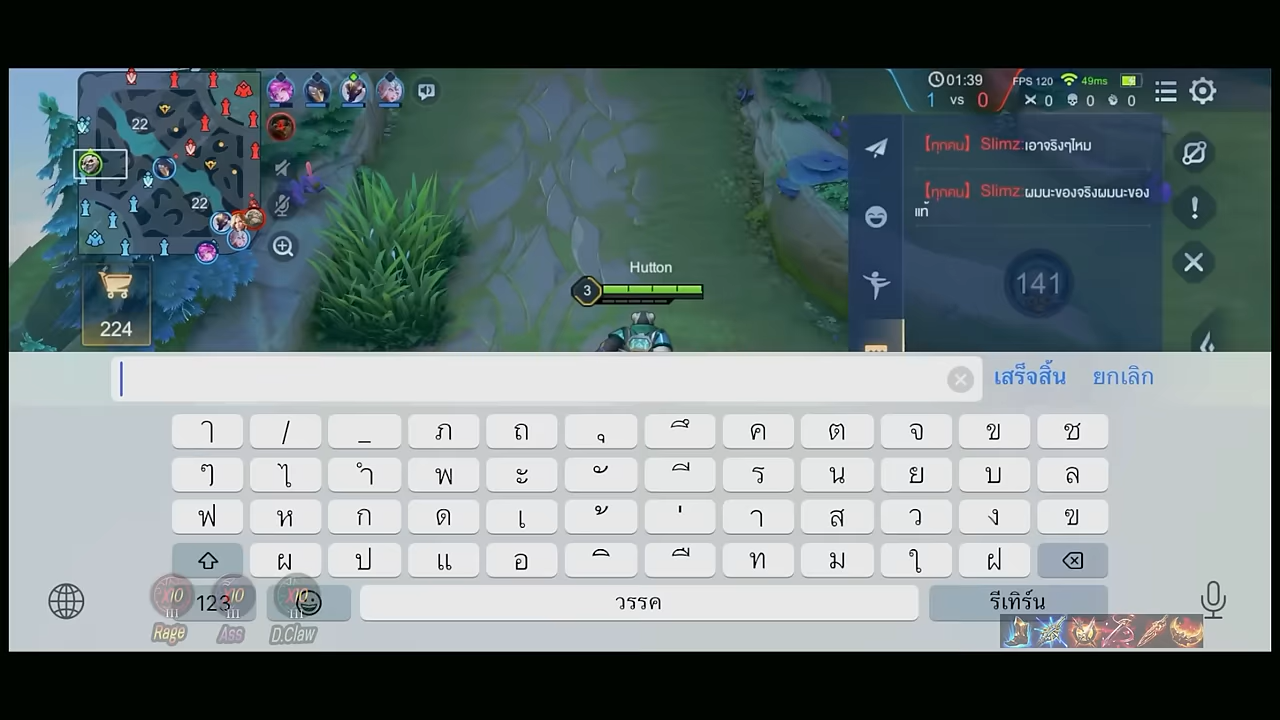 01:39
FPS 120
49ms
1 vs 0
0 0 0
22
22
【ทุกคน】 Slimz:เอาจริงๆไหม
【ทุกคน】 Slimz:ผมนะของจริงผมนะของ
แท้
141
Hutton
3
224
เสร็จสิ้น ยกเลิก
ๅ / _ ภ ถ ุ ึ ค ต จ ข ช
ๆ ไ ำ พ ะ ั ี ร น ย บ ล
ฟ ห ก ด เ ้ ่ า ส ว ง ฃ
ผ ป แ อ ิ ื ท ม ใ ฝ
123 วรรค รีเทิร์น
X10 X10 X10
III III III
Rage Ass D.Claw